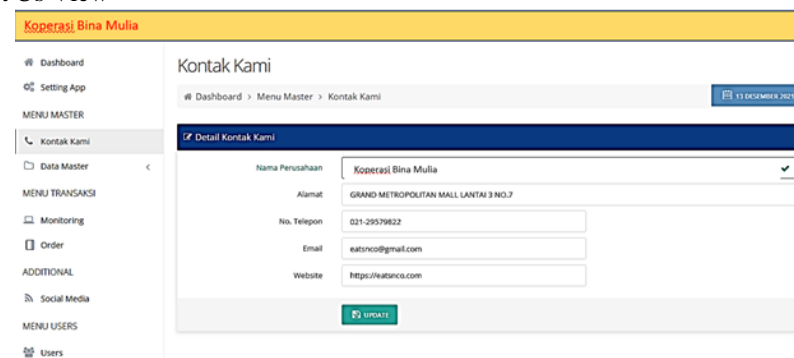 Koperasi Bina Mulia
Dashboard
Setting App
MENU MASTER
Kontak Kami
Data Master <
MENU TRANSAKSI
Monitoring
Order
ADDITIONAL
Social Media
MENU USERS
Users
Kontak Kami
Dashboard > Menu Master > Kontak Kami
13 DESEMBER 2021
Detail Kontak Kami
Nama Perusahaan Koperasi Bina Mulia
Alamat GRAND METROPOLITAN MALL LANTAI 3 NO.7
No. Telepon 021-29579822
Email eatsnco@gmail.com
Website https://eatsnco.com
UPDATE